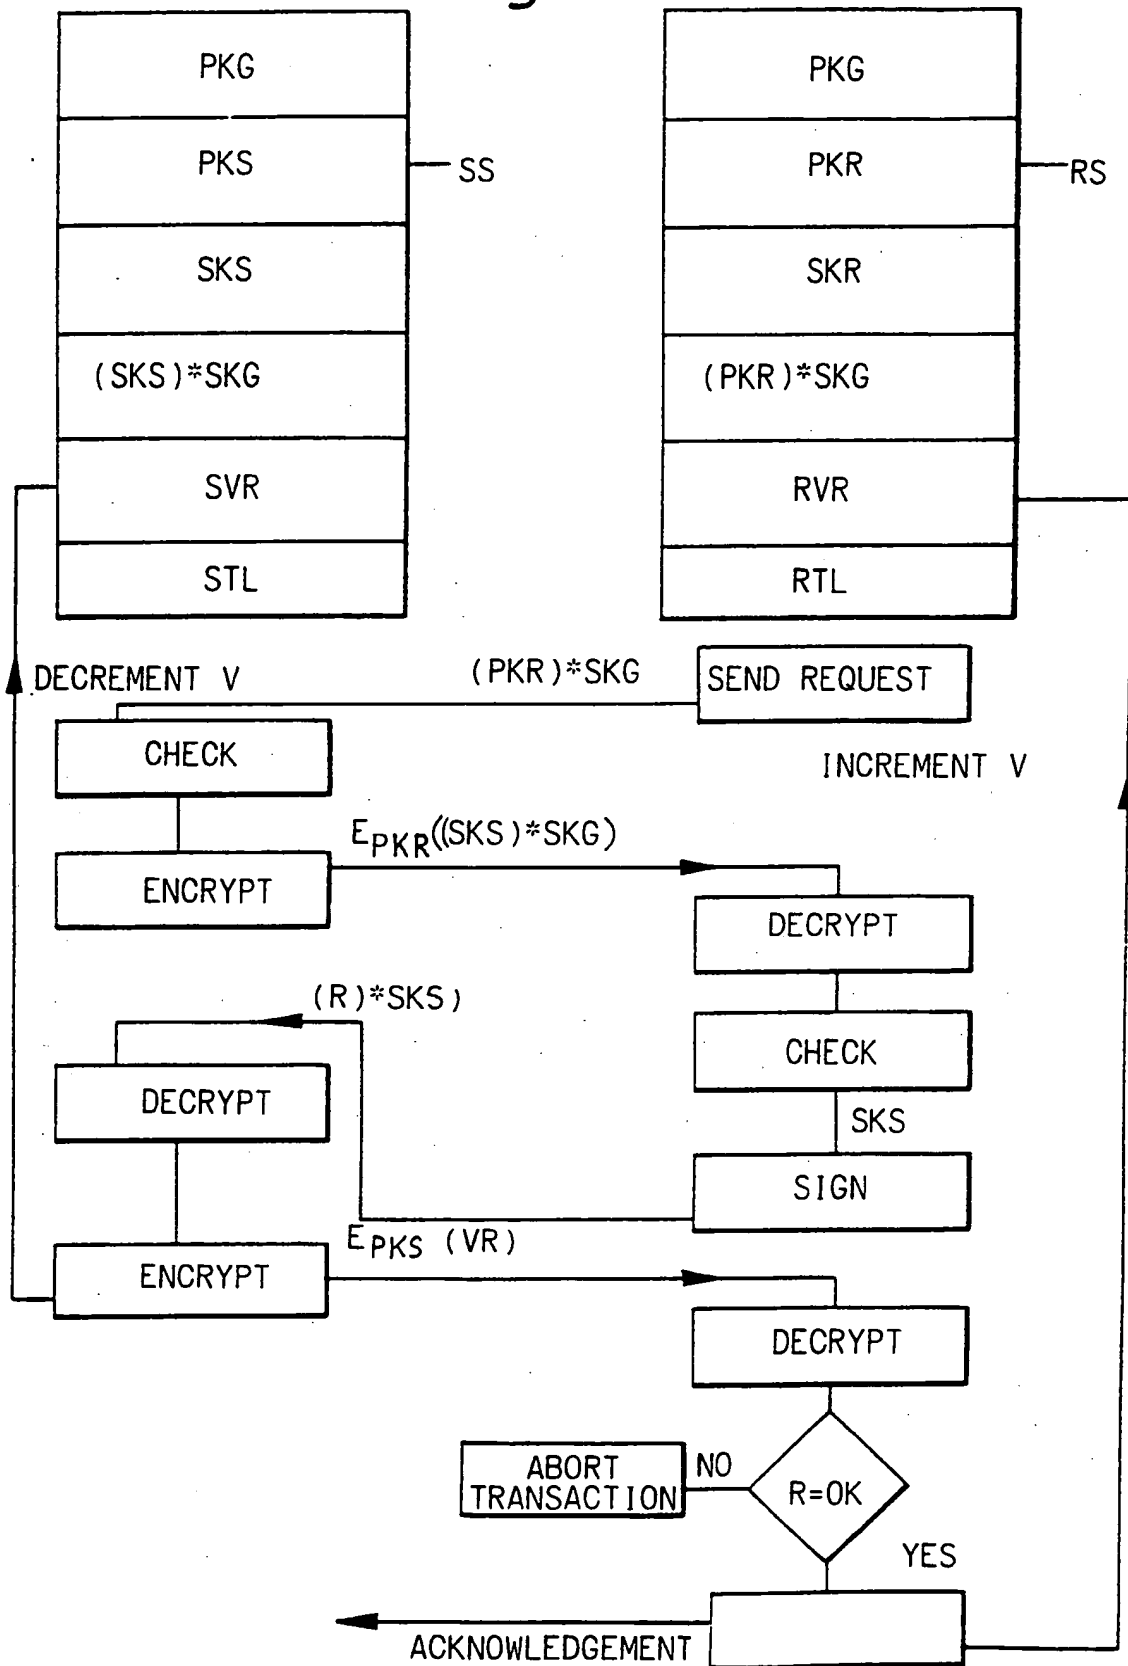 PKG
PKS
SS
SKS
(SKS)*SKG
SVR
STL
PKG
PKR
RS
SKR
(PKR)*SKG
RVR
RTL
DECREMENT V
(PKR)*SKG
SEND REQUEST
CHECK
INCREMENT V
EPKR((SKS)*SKG)
ENCRYPT
DECRYPT
(R)*SKS)
CHECK
DECRYPT
SKS
SIGN
EPKS (VR)
ENCRYPT
DECRYPT
ABORT
TRANSACTION
NO
R=OK
YES
ACKNOWLEDGEMENT